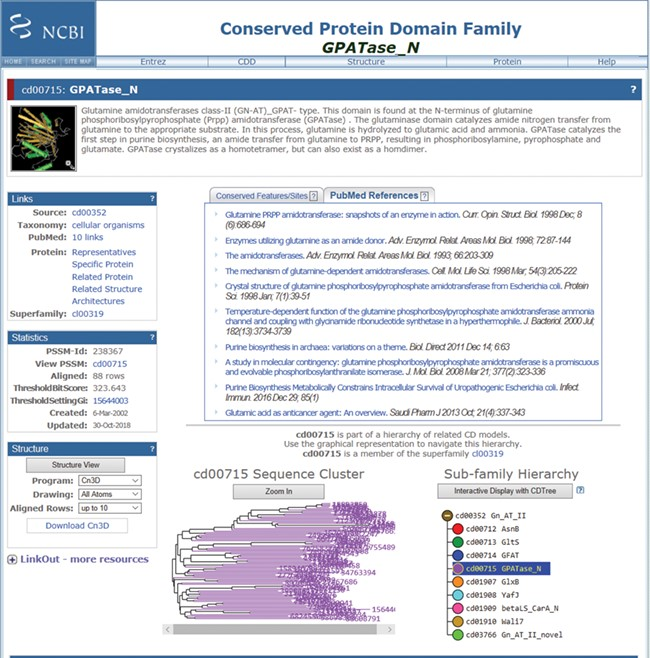 NCBI
Conserved Protein Domain Family
GPATase_N
HOME SEARCH SITE MAP Entrez CDD Structure Protein Help
cd00715: GPATase_N ?
Glutamine amidotransferases class-II (GN-AT)_GPAT- type. This domain is found at the N-terminus of glutamine
phosphoribosylpyrophosphate (Prpp) amidotransferase (GPATase) . The glutaminase domain catalyzes amide nitrogen transfer from
glutamine to the appropriate substrate. In this process, glutamine is hydrolyzed to glutamic acid and ammonia. GPATase catalyzes the
first step in purine biosynthesis, an amide transfer from glutamine to PRPP, resulting in phosphoribosylamine, pyrophosphate and
glutamate. GPATase crystalizes as a homotetramer, but can also exist as a homdimer.
Links ?
Source: cd00352
Taxonomy: cellular organisms
PubMed: 10 links
Protein: Representatives
Specific Protein
Related Protein
Related Structure
Architectures
Superfamily: cl00319
Statistics ?
PSSM-Id: 238367
View PSSM: cd00715
Aligned: 88 rows
ThresholdBitScore: 323.643
ThresholdSettingGi: 15644003
Created: 6-Mar-2002
Updated: 30-Oct-2018
Structure ?
Structure View
Program: Cn3D
Drawing: All Atoms
Aligned Rows: up to 10
Download Cn3D
LinkOut - more resources
Conserved Features/Sites ? PubMed References ?
Glutamine PRPP amidotransferase: snapshots of an enzyme in action. Curr. Opin. Struct. Biol. 1998 Dec; 8
(6):686-694
Enzymes utilizing glutamine as an amide donor. Adv. Enzymol. Relat. Areas Mol. Biol. 1998; 72:87-144
The amidotransferases. Adv. Enzymol. Relat. Areas Mol. Biol. 1993; 66:203-309
The mechanism of glutamine-dependent amidotransferases. Cell. Mol. Life Sci. 1998 Mar; 54(3):205-222
Crystal structure of glutamine phosphoribosylpyrophosphate amidotransferase from Escherichia coli. Protein
Sci. 1998 Jan; 7(1):39-51
Temperature-dependent function of the glutamine phosphoribosylpyrophosphate amidotransferase ammonia
channel and coupling with glycinamide ribonucleotide synthetase in a hyperthermophile. J. Bacteriol. 2000 Jul;
182(13):3734-3739
Purine biosynthesis in archaea: variations on a theme. Biol. Direct 2011 Dec 14; 6:63
A study in molecular contingency: glutamine phosphoribosylpyrophosphate amidotransferase is a promiscuous
and evolvable phosphoribosylanthranilate isomerase. J. Mol. Biol. 2008 Mar 21; 377(2):323-336
Purine Biosynthesis Metabolically Constrains Intracellular Survival of Uropathogenic Escherichia coli. Infect.
Immun. 2016 Dec 29; 85(1)
Glutamic acid as anticancer agent: An overview. Saudi Pharm J 2013 Oct; 21(4):337-343
cd00715 is part of a hierarchy of related CD models.
Use the graphical representation to navigate this hierarchy.
cd00715 is a member of the superfamily cl00319
cd00715 Sequence Cluster
Zoom In
84763394
Sub-family Hierarchy
Interactive Display with CDTree ?
cd00352 Gn_AT_II
cd00712 AsnB
cd00713 GltS
cd00714 GFAT
cd00715 GPATase_N
cd01907 GlxB
cd01908 YafJ
cd01909 betaLS_CarA_N
cd01910 Wali7
cd03766 Gn_AT_II_novel